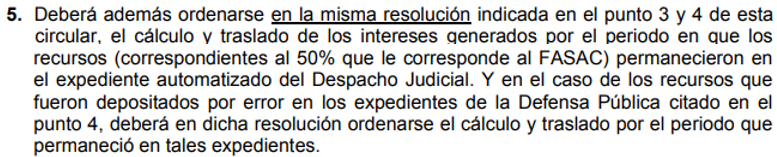 5. Deberá además ordenarse en la misma resolución indicada en el punto 3 y 4 de esta
circular, el cálculo y traslado de los intereses generados por el periodo en que los
recursos (correspondientes al 50% que le corresponde al FASAC) permanecieron en
el expediente automatizado del Despacho Judicial. Y en el caso de los recursos que
fueron depositados por error en los expedientes de la Defensa Pública citado en el
punto 4, deberá en dicha resolución ordenarse el cálculo y traslado por el periodo que
permaneció en tales expedientes.